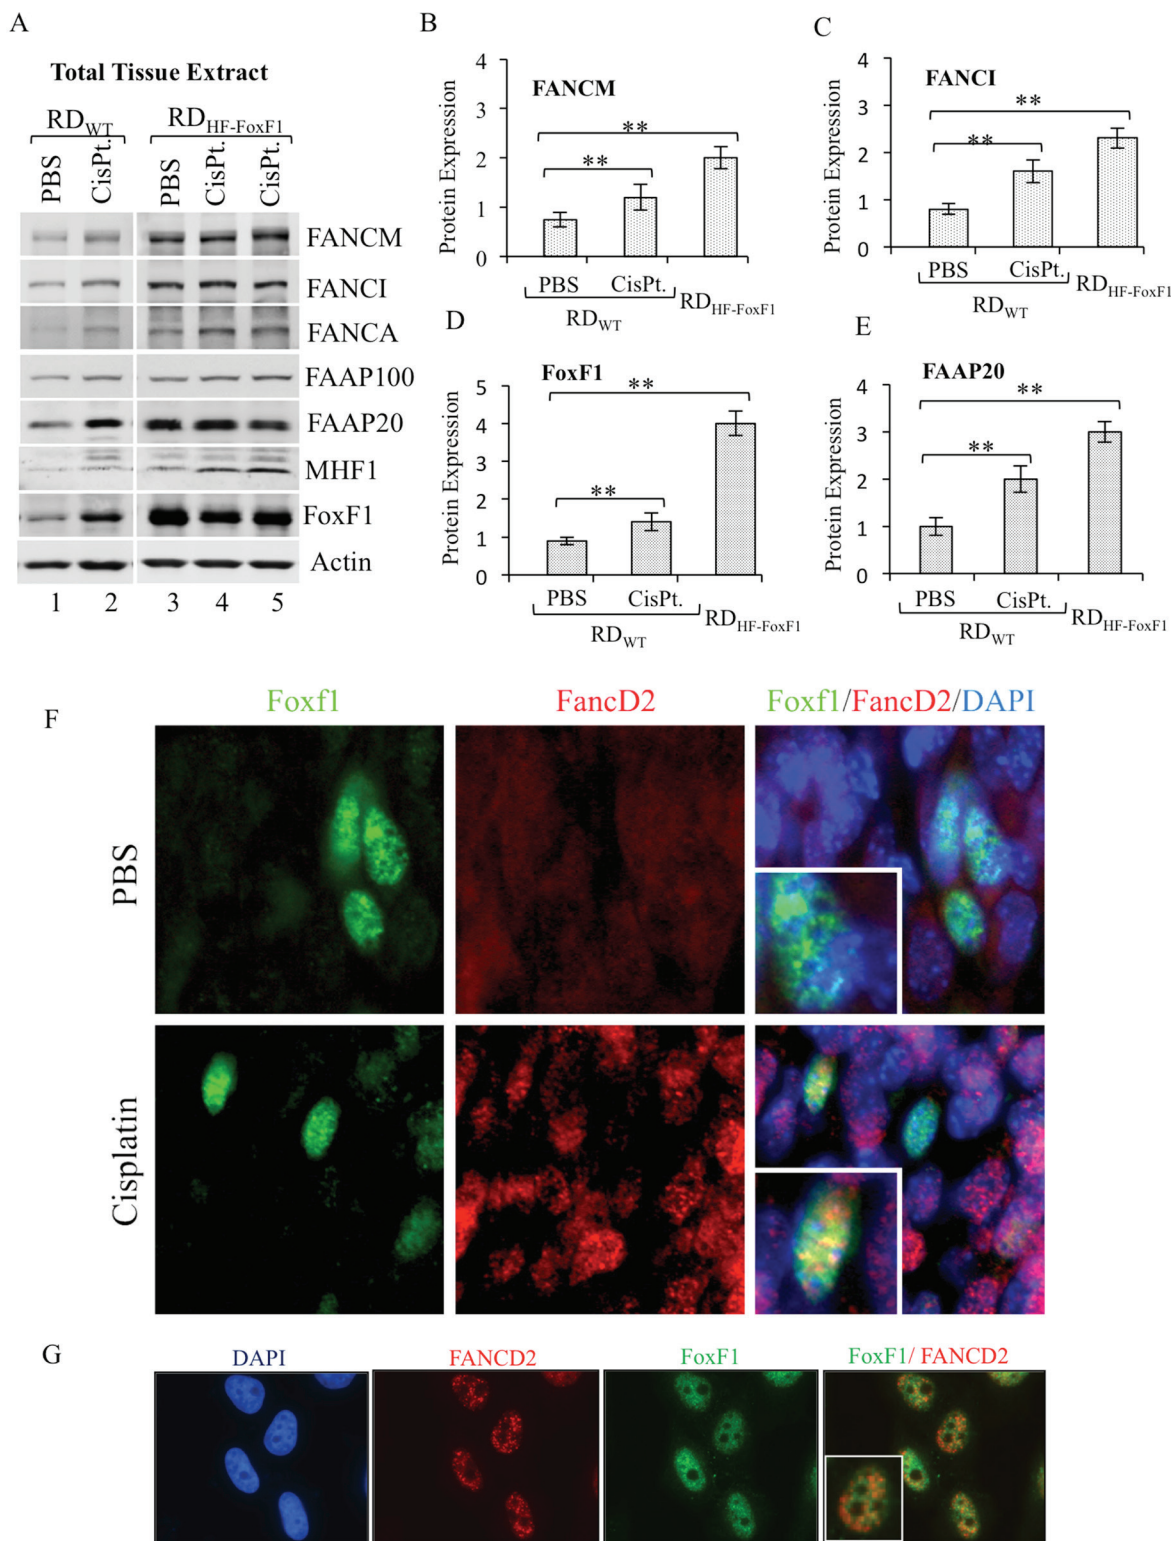 A
Total Tissue Extract
RDWT RDHF-FoxF1
PBS CisPt. PBS CisPt. CisPt.
FANCM
FANCI
FANCA
FAAP100
FAAP20
MHF1
FoxF1
Actin
1 2 3 4 5
B
FANCM
Protein Expression
4
3
2
1
0
** **
PBS CisPt. RDHF-FoxF1
RDWT
C
FANCI
Protein Expression
4
3
2
1
0
** **
PBS CisPt. RDHF-FoxF1
RDWT
D
FoxF1
Protein Expression
5
4
3
2
1
0
** **
PBS CisPt. RDHF-FoxF1
RDWT
E
FAAP20
Protein Expression
4
3
2
1
0
** **
PBS CisPt. RDHF-FoxF1
RDWT
F
Foxf1 FancD2 Foxf1/FancD2/DAPI
PBS
Cisplatin
G
DAPI FANCD2 FoxF1 FoxF1/ FANCD2